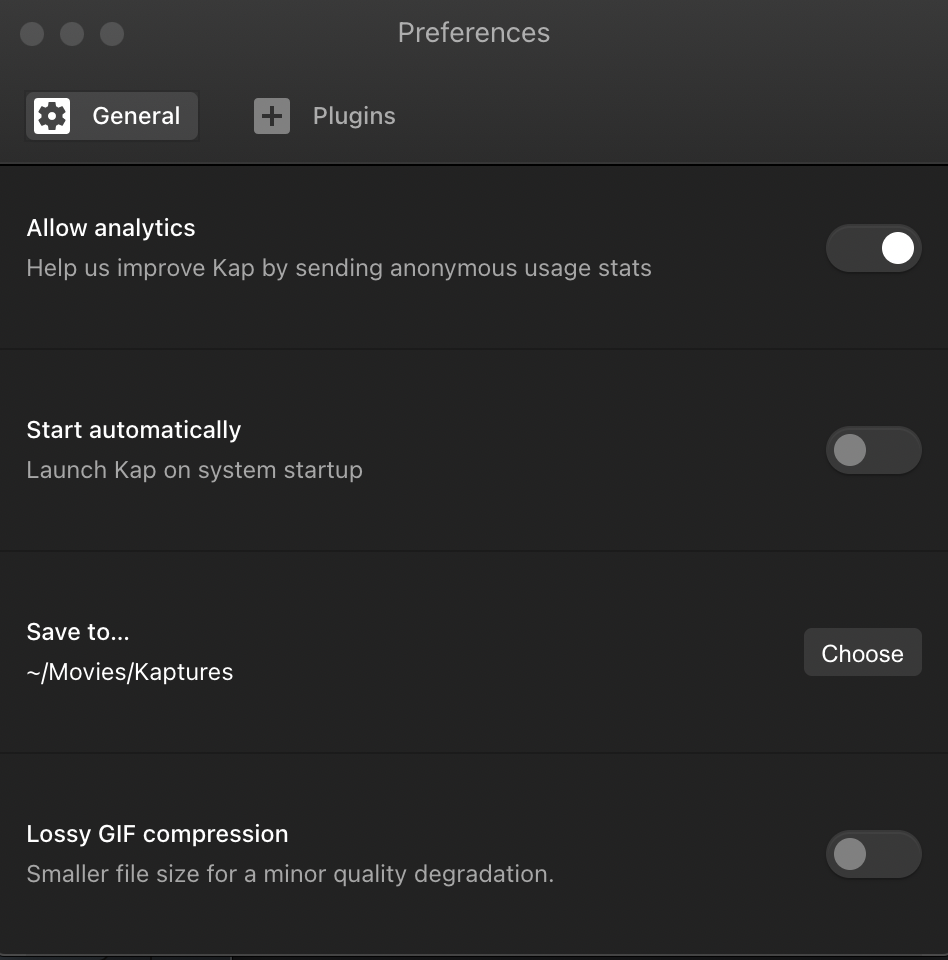 Preferences
General
Plugins
Allow analytics
Help us improve Kap by sending anonymous usage stats
Start automatically
Launch Kap on system startup
Save to...
~/Movies/Kaptures
Choose
Lossy GIF compression
Smaller file size for a minor quality degradation.